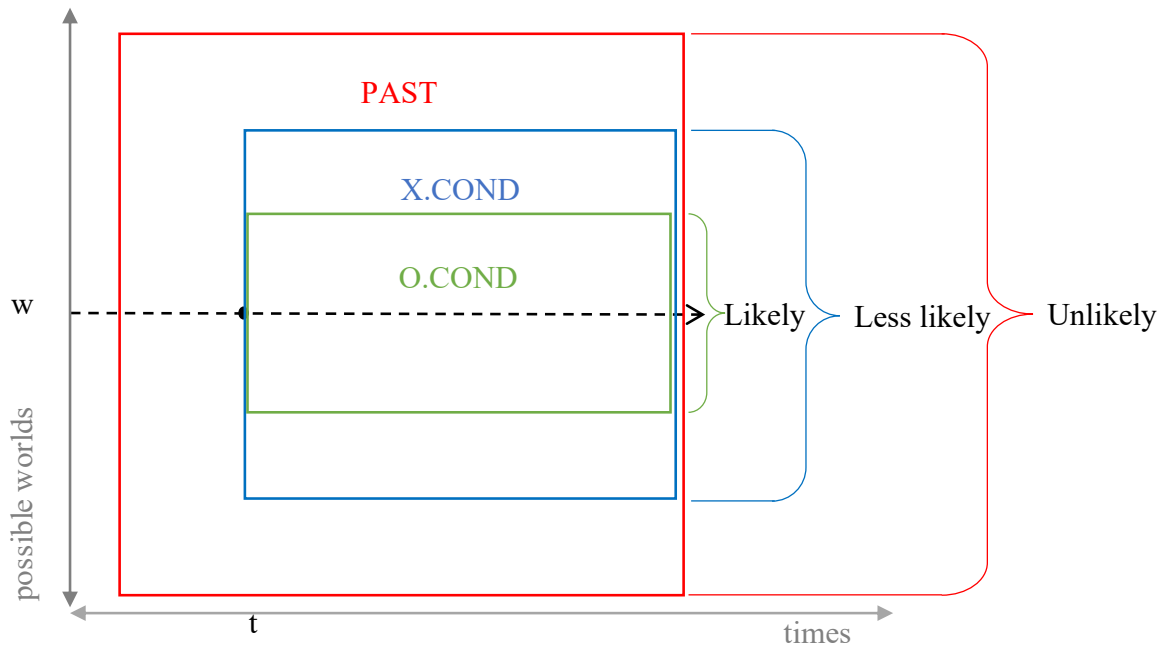 PAST
X.COND
O.COND
w
Likely
Less likely
Unlikely
possible worlds
t
times